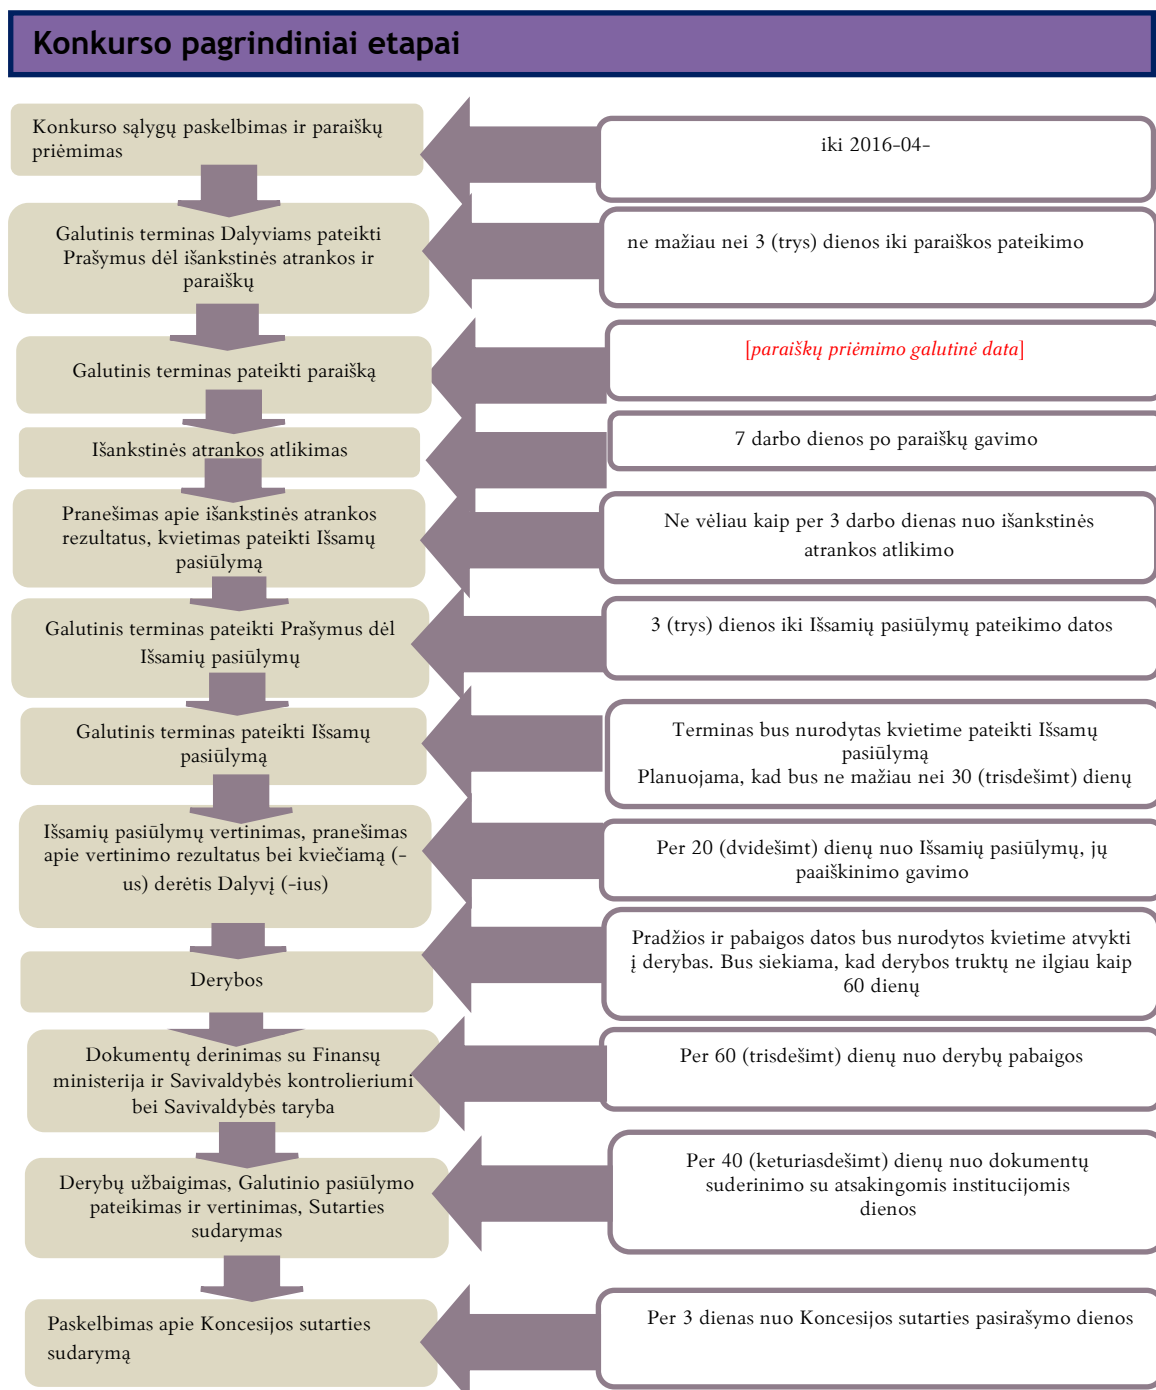 Konkurso pagrindiniai etapai
Konkurso sąlygų paskelbimas ir paraiškų
priėmimas
iki 2016-04-
Galutinis terminas Dalyviams pateikti
Prašymus dėl išankstinės atrankos ir
paraiškų
ne mažiau nei 3 (trys) dienos iki paraiškos pateikimo
Galutinis terminas pateikti paraišką
[paraiškų priėmimo galutinė data]
Išankstinės atrankos atlikimas
7 darbo dienos po paraiškų gavimo
Pranešimas apie išankstinės atrankos
rezultatus, kvietimas pateikti Išsamų
pasiūlymą
Ne vėliau kaip per 3 darbo dienas nuo išankstinės
atrankos atlikimo
Galutinis terminas pateikti Prašymus dėl
Išsamių pasiūlymų
3 (trys) dienos iki Išsamių pasiūlymų pateikimo datos
Galutinis terminas pateikti Išsamų
pasiūlymą
Terminas bus nurodytas kvietime pateikti Išsamų
pasiūlymą
Planuojama, kad bus ne mažiau nei 30 (trisdešimt) dienų
Išsamių pasiūlymų vertinimas, pranešimas
apie vertinimo rezultatus bei kviečiamą (-
us) derėtis Dalyvį (-ius)
Per 20 (dvidešimt) dienų nuo Išsamių pasiūlymų, jų
paaiškinimo gavimo
Derybos
Pradžios ir pabaigos datos bus nurodytos kvietime atvykti
į derybas. Bus siekiama, kad derybos truktų ne ilgiau kaip
60 dienų
Dokumentų derinimas su Finansų
ministerija ir Savivaldybės kontrolieriumi
bei Savivaldybės taryba
Per 60 (trisdešimt) dienų nuo derybų pabaigos
Derybų užbaigimas, Galutinio pasiūlymo
pateikimas ir vertinimas, Sutarties
sudarymas
Per 40 (keturiasdešimt) dienų nuo dokumentų
suderinimo su atsakingomis institucijomis
dienos
Paskelbimas apie Koncesijos sutarties
sudarymą
Per 3 dienas nuo Koncesijos sutarties pasirašymo dienos